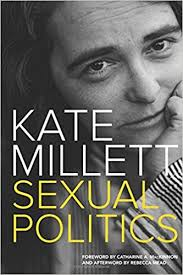 KATE
MILLETT
SEXUAL
POLITICS
FOREWORD BY CATHARINE A. MacKINNON
AND AFTERWORD BY REBECCA MEAD